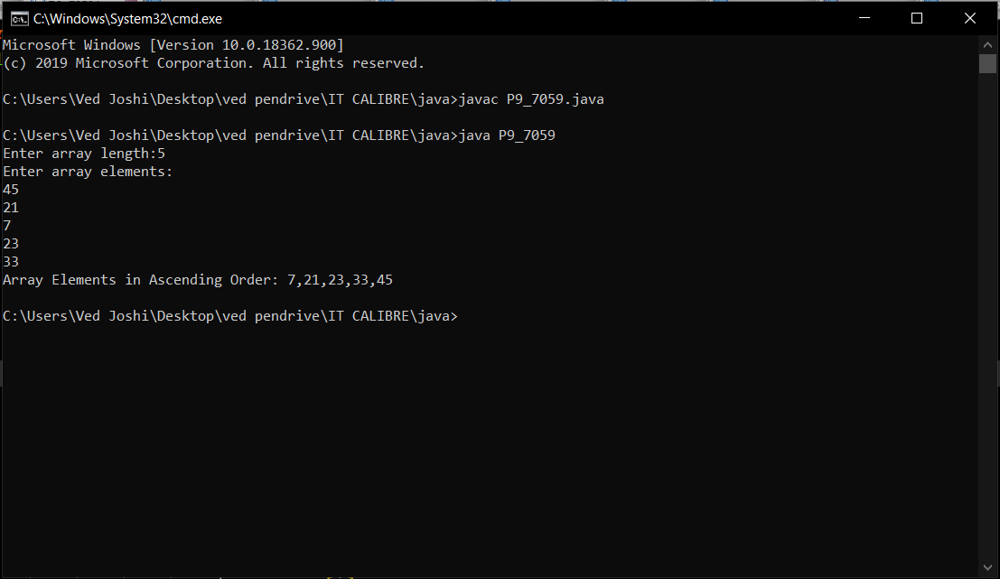 C:\Windows\System32\cmd.exe
Microsoft Windows [Version 10.0.18362.900]
(c) 2019 Microsoft Corporation. All rights reserved.
C:\Users\Ved Joshi\Desktop\ved pendrive\IT CALIBRE\java>javac P9_7059.java
C:\Users\Ved Joshi\Desktop\ved pendrive\IT CALIBRE\java>java P9_7059
Enter array length:5
Enter array elements:
45
21
7
23
33
Array Elements in Ascending Order: 7,21,23,33,45
C:\Users\Ved Joshi\Desktop\ved pendrive\IT CALIBRE\java>